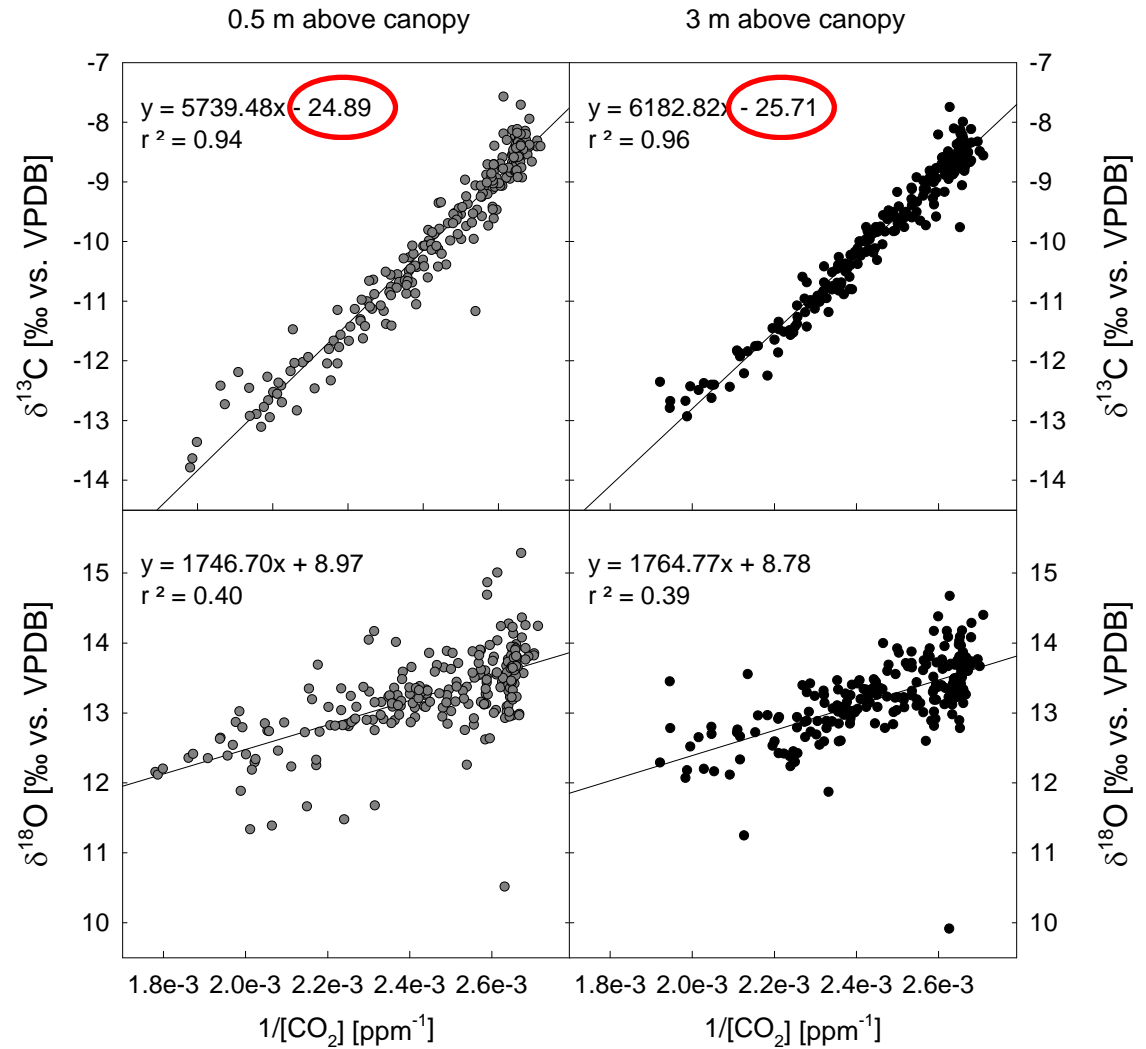 0.5 m above canopy
3 m above canopy
-7
-8
-9
-10
-11
-12
-13
-14
δ¹³C [‰ vs. VPDB]
y = 5739.48x - 24.89
r ² = 0.94
y = 6182.82x - 25.71
r ² = 0.96
-7
-8
-9
-10
-11
-12
-13
-14
δ¹³C [‰ vs. VPDB]
15
14
13
12
11
10
δ¹⁸O [‰ vs. VPDB]
y = 1746.70x + 8.97
r ² = 0.40
y = 1764.77x + 8.78
r ² = 0.39
15
14
13
12
11
10
δ¹⁸O [‰ vs. VPDB]
1.8e-3 2.0e-3 2.2e-3 2.4e-3 2.6e-3
1.8e-3 2.0e-3 2.2e-3 2.4e-3 2.6e-3
1/[CO₂] [ppm⁻¹]
1/[CO₂] [ppm⁻¹]